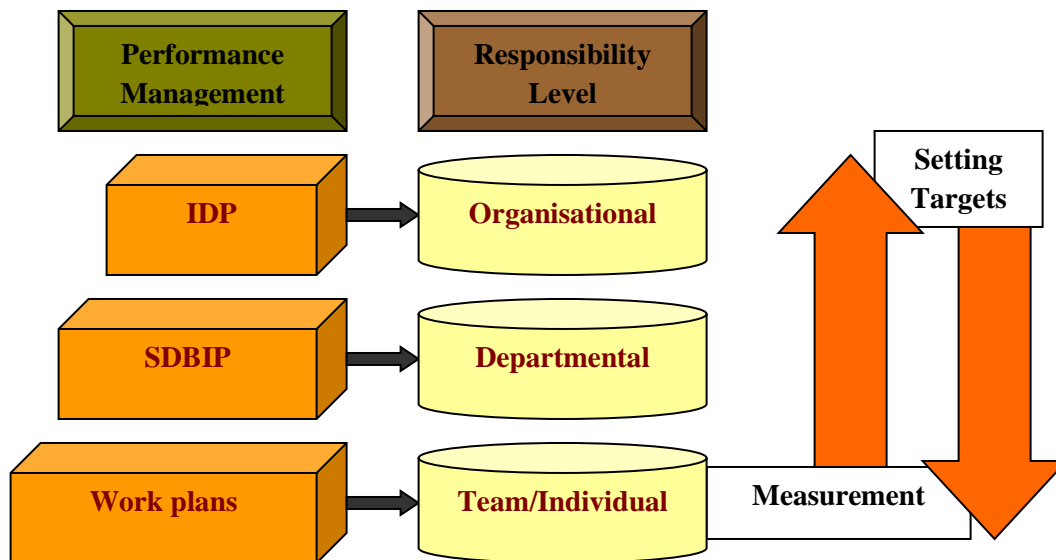 Performance
Management
Responsibility
Level
Setting
Targets
IDP
Organisational
SDBIP
Departmental
Work plans
Team/Individual
Measurement